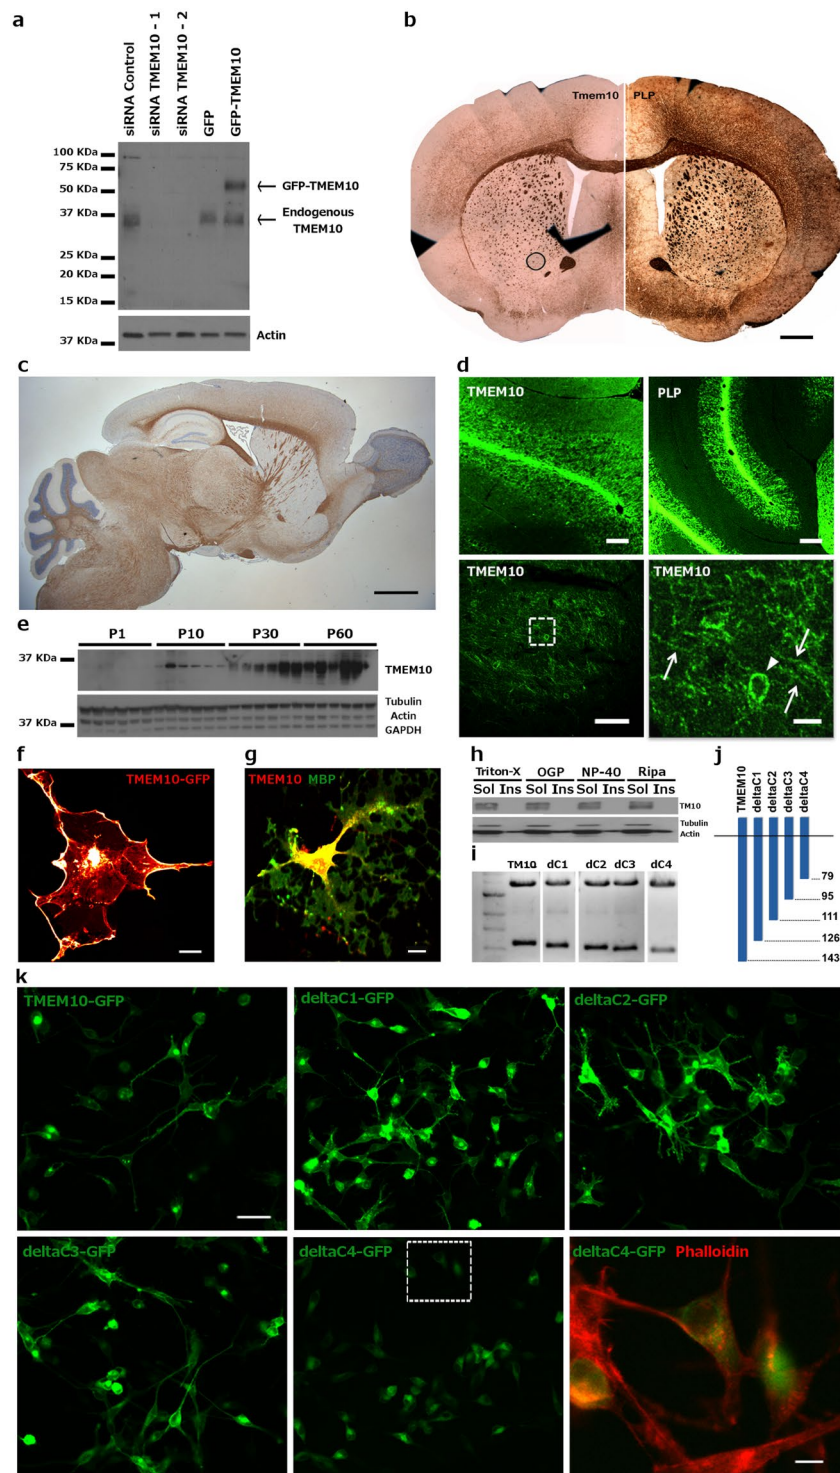 a
siRNA Control
siRNA TMEM10 - 1
siRNA TMEM10 - 2
GFP
GFP-TMEM10
100 KDa
75 KDa
50 KDa
37 KDa
25 KDa
20 KDa
15 KDa
37 KDa
GFP-TMEM10
Endogenous
TMEM10
Actin
b
Tmem10
PLP
c
d
TMEM10
PLP
TMEM10
TMEM10
e
P1 P10 P30 P60
37 KDa
TMEM10
37 KDa
Tubulin
Actin
GAPDH
f
TMEM10-GFP
g
TMEM10 MBP
h
Triton-X OGP NP-40 Ripa
Sol Ins Sol Ins Sol Ins Sol Ins
TM10
Tubulin
Actin
i
TM10 dC1 dC2 dC3 dC4
j
TMEM10
deltaC1
deltaC2
deltaC3
deltaC4
79
95
111
126
143
k
TMEM10-GFP
deltaC1-GFP
deltaC2-GFP
deltaC3-GFP
deltaC4-GFP
deltaC4-GFP Phalloidin